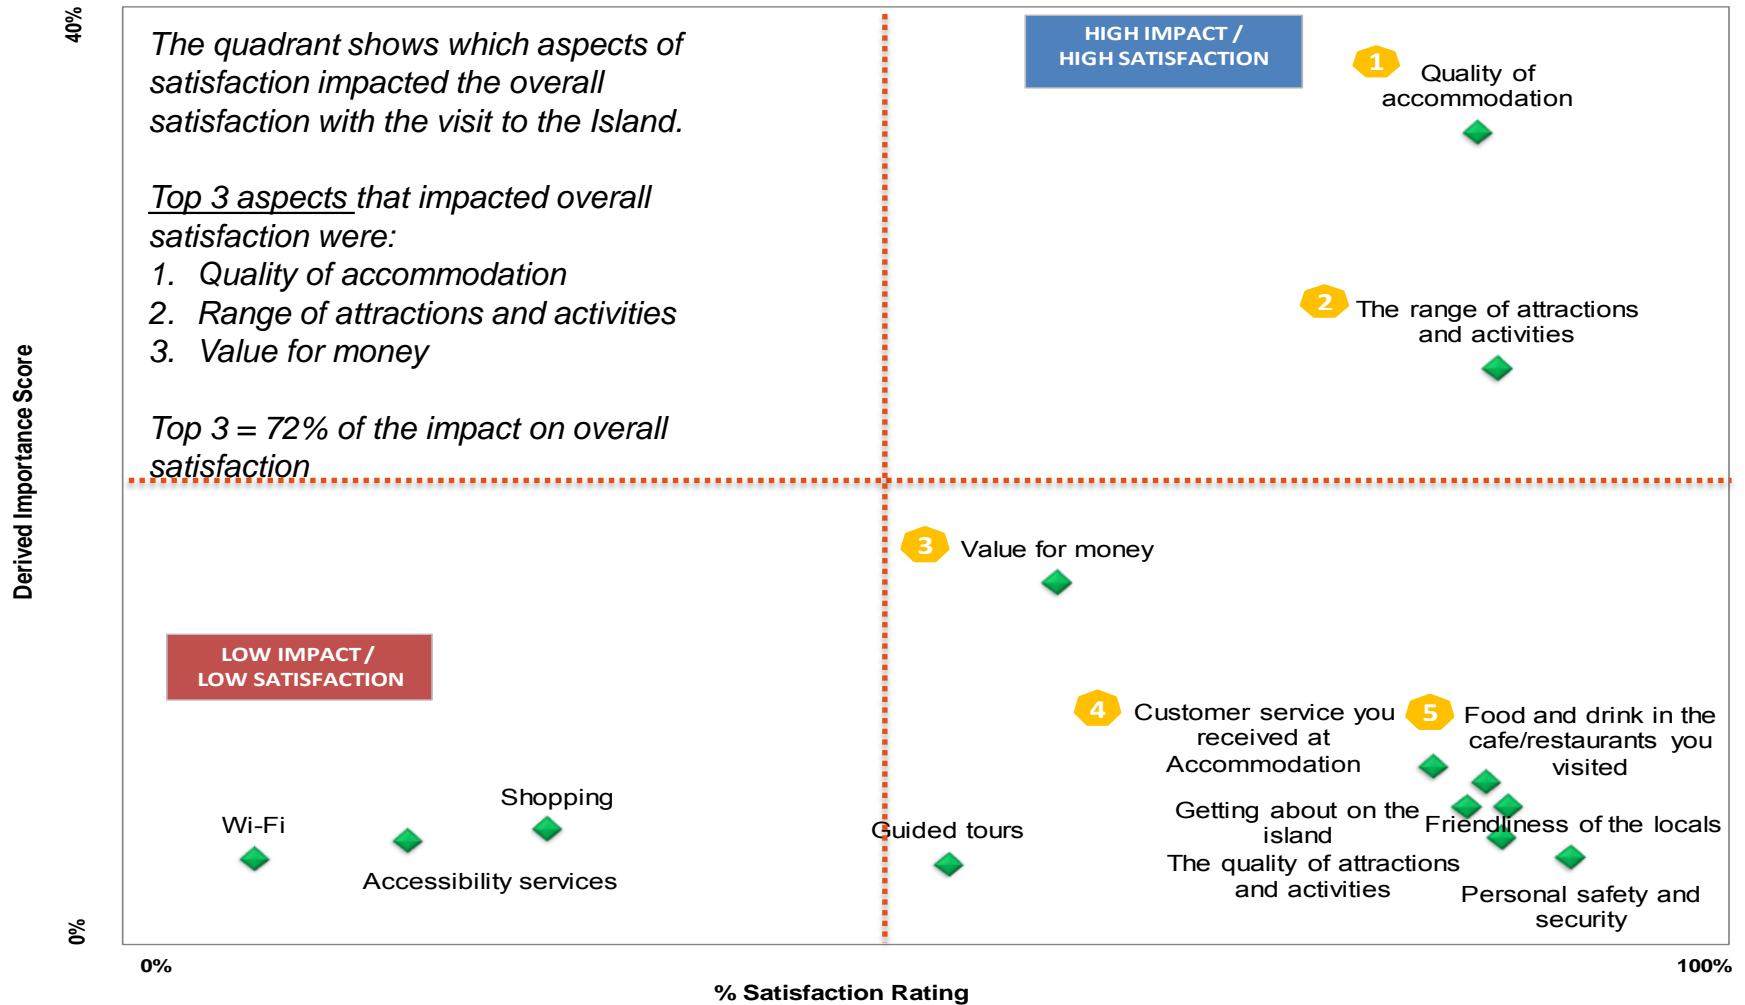 40%
The quadrant shows which aspects of
satisfaction impacted the overall
satisfaction with the visit to the Island.
Top 3 aspects that impacted overall
satisfaction were:
1. Quality of accommodation
2. Range of attractions and activities
3. Value for money
Top 3 = 72% of the impact on overall
satisfaction
HIGH IMPACT /
HIGH SATISFACTION
1
Quality of
accommodation
2
The range of attractions
and activities
Derived Importance Score
3
Value for money
LOW IMPACT /
LOW SATISFACTION
4
Customer service you
received at
Accommodation
5
Food and drink in the
cafe/restaurants you
visited
Wi-Fi
Shopping
Accessibility services
Guided tours
Getting about on the
island
Friendliness of the locals
The quality of attractions
and activities
Personal safety and
security
0%
0%
100%
% Satisfaction Rating